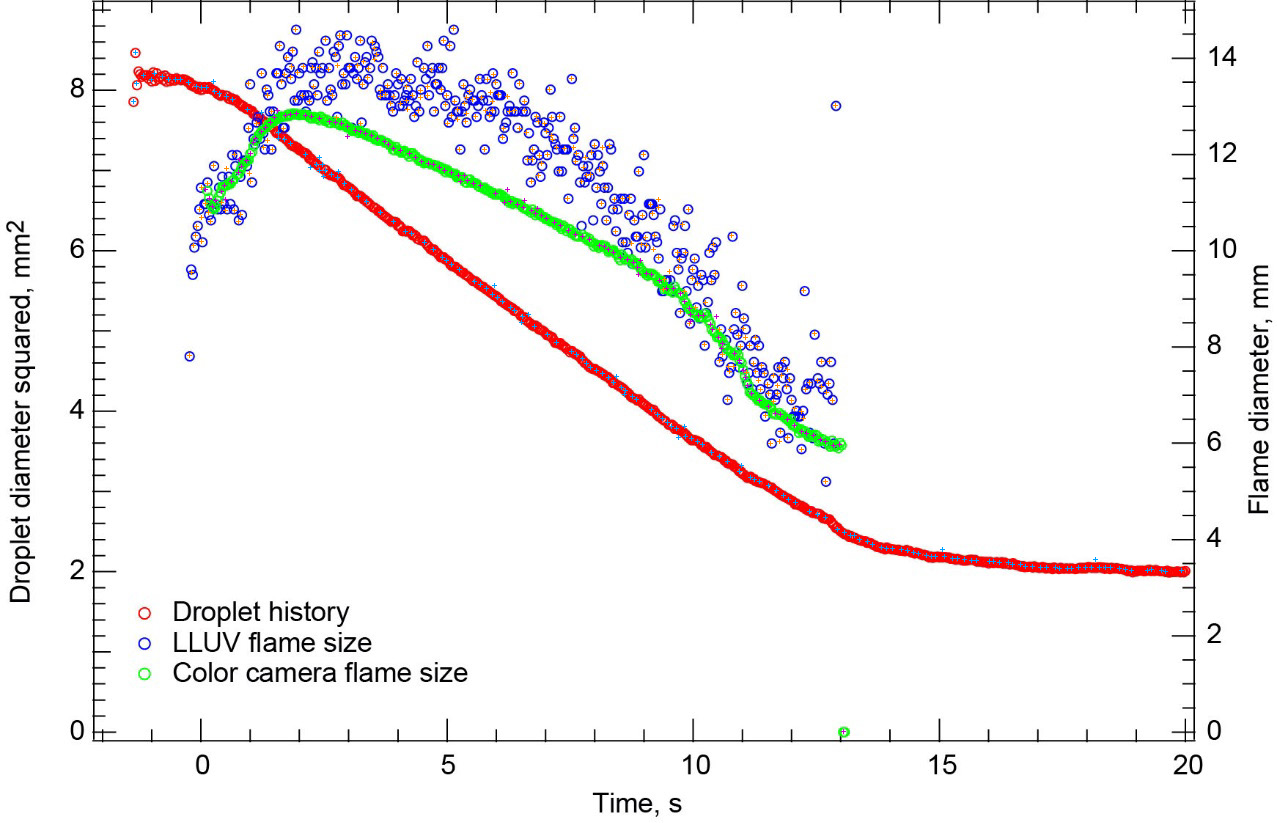 8
6
4
2
0
Droplet diameter squared, mm2
14
12
10
8
6
4
2
0
Flame diameter, mm
Droplet history
LLUV flame size
Color camera flame size
0 5 10 15 20
Time, s